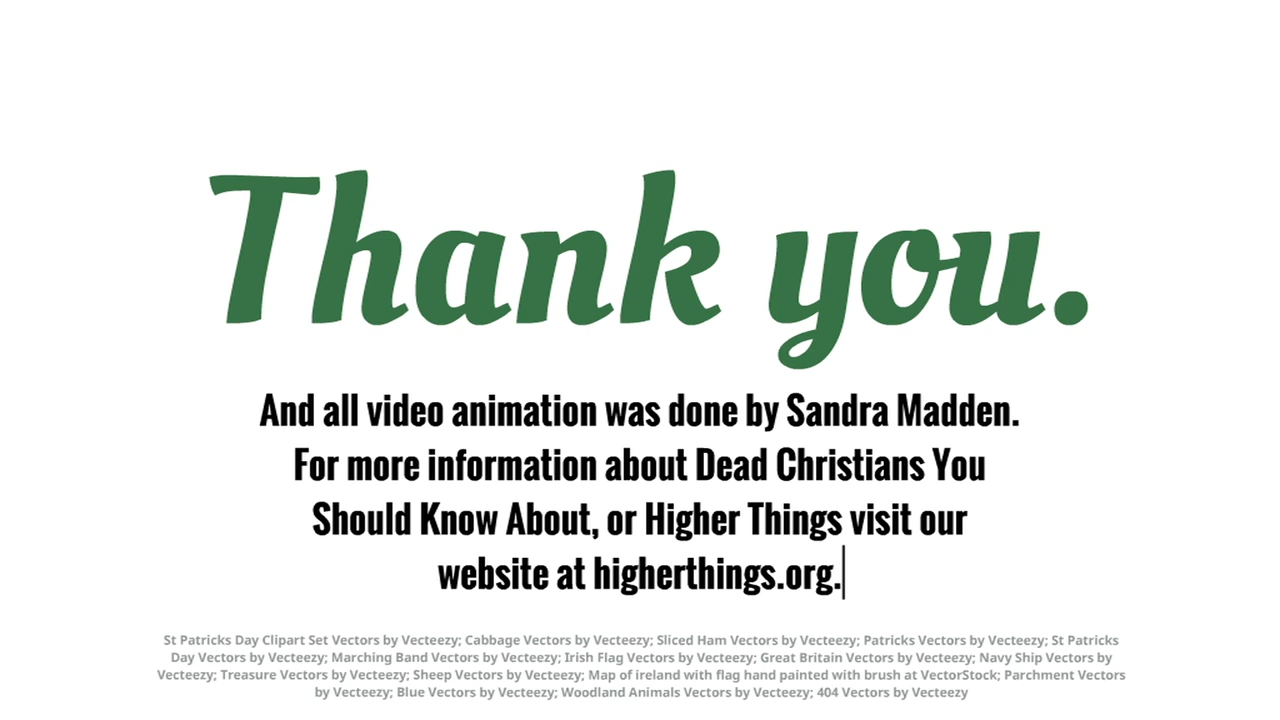 Thank you.
And all video animation was done by Sandra Madden.
For more information about Dead Christians You
Should Know About, or Higher Things visit our
website at higherthings.org.
St Patricks Day Clipart Set Vectors by Vecteezy; Cabbage Vectors by Vecteezy; Sliced Ham Vectors by Vecteezy; Patricks Vectors by Vecteezy; St Patricks
Day Vectors by Vecteezy; Marching Band Vectors by Vecteezy; Irish Flag Vectors by Vecteezy; Great Britain Vectors by Vecteezy; Navy Ship Vectors by
Vecteezy; Treasure Vectors by Vecteezy; Sheep Vectors by Vecteezy; Map of ireland with flag hand painted with brush at VectorStock; Parchment Vectors
by Vecteezy; Blue Vectors by Vecteezy; Woodland Animals Vectors by Vecteezy; 404 Vectors by Vecteezy